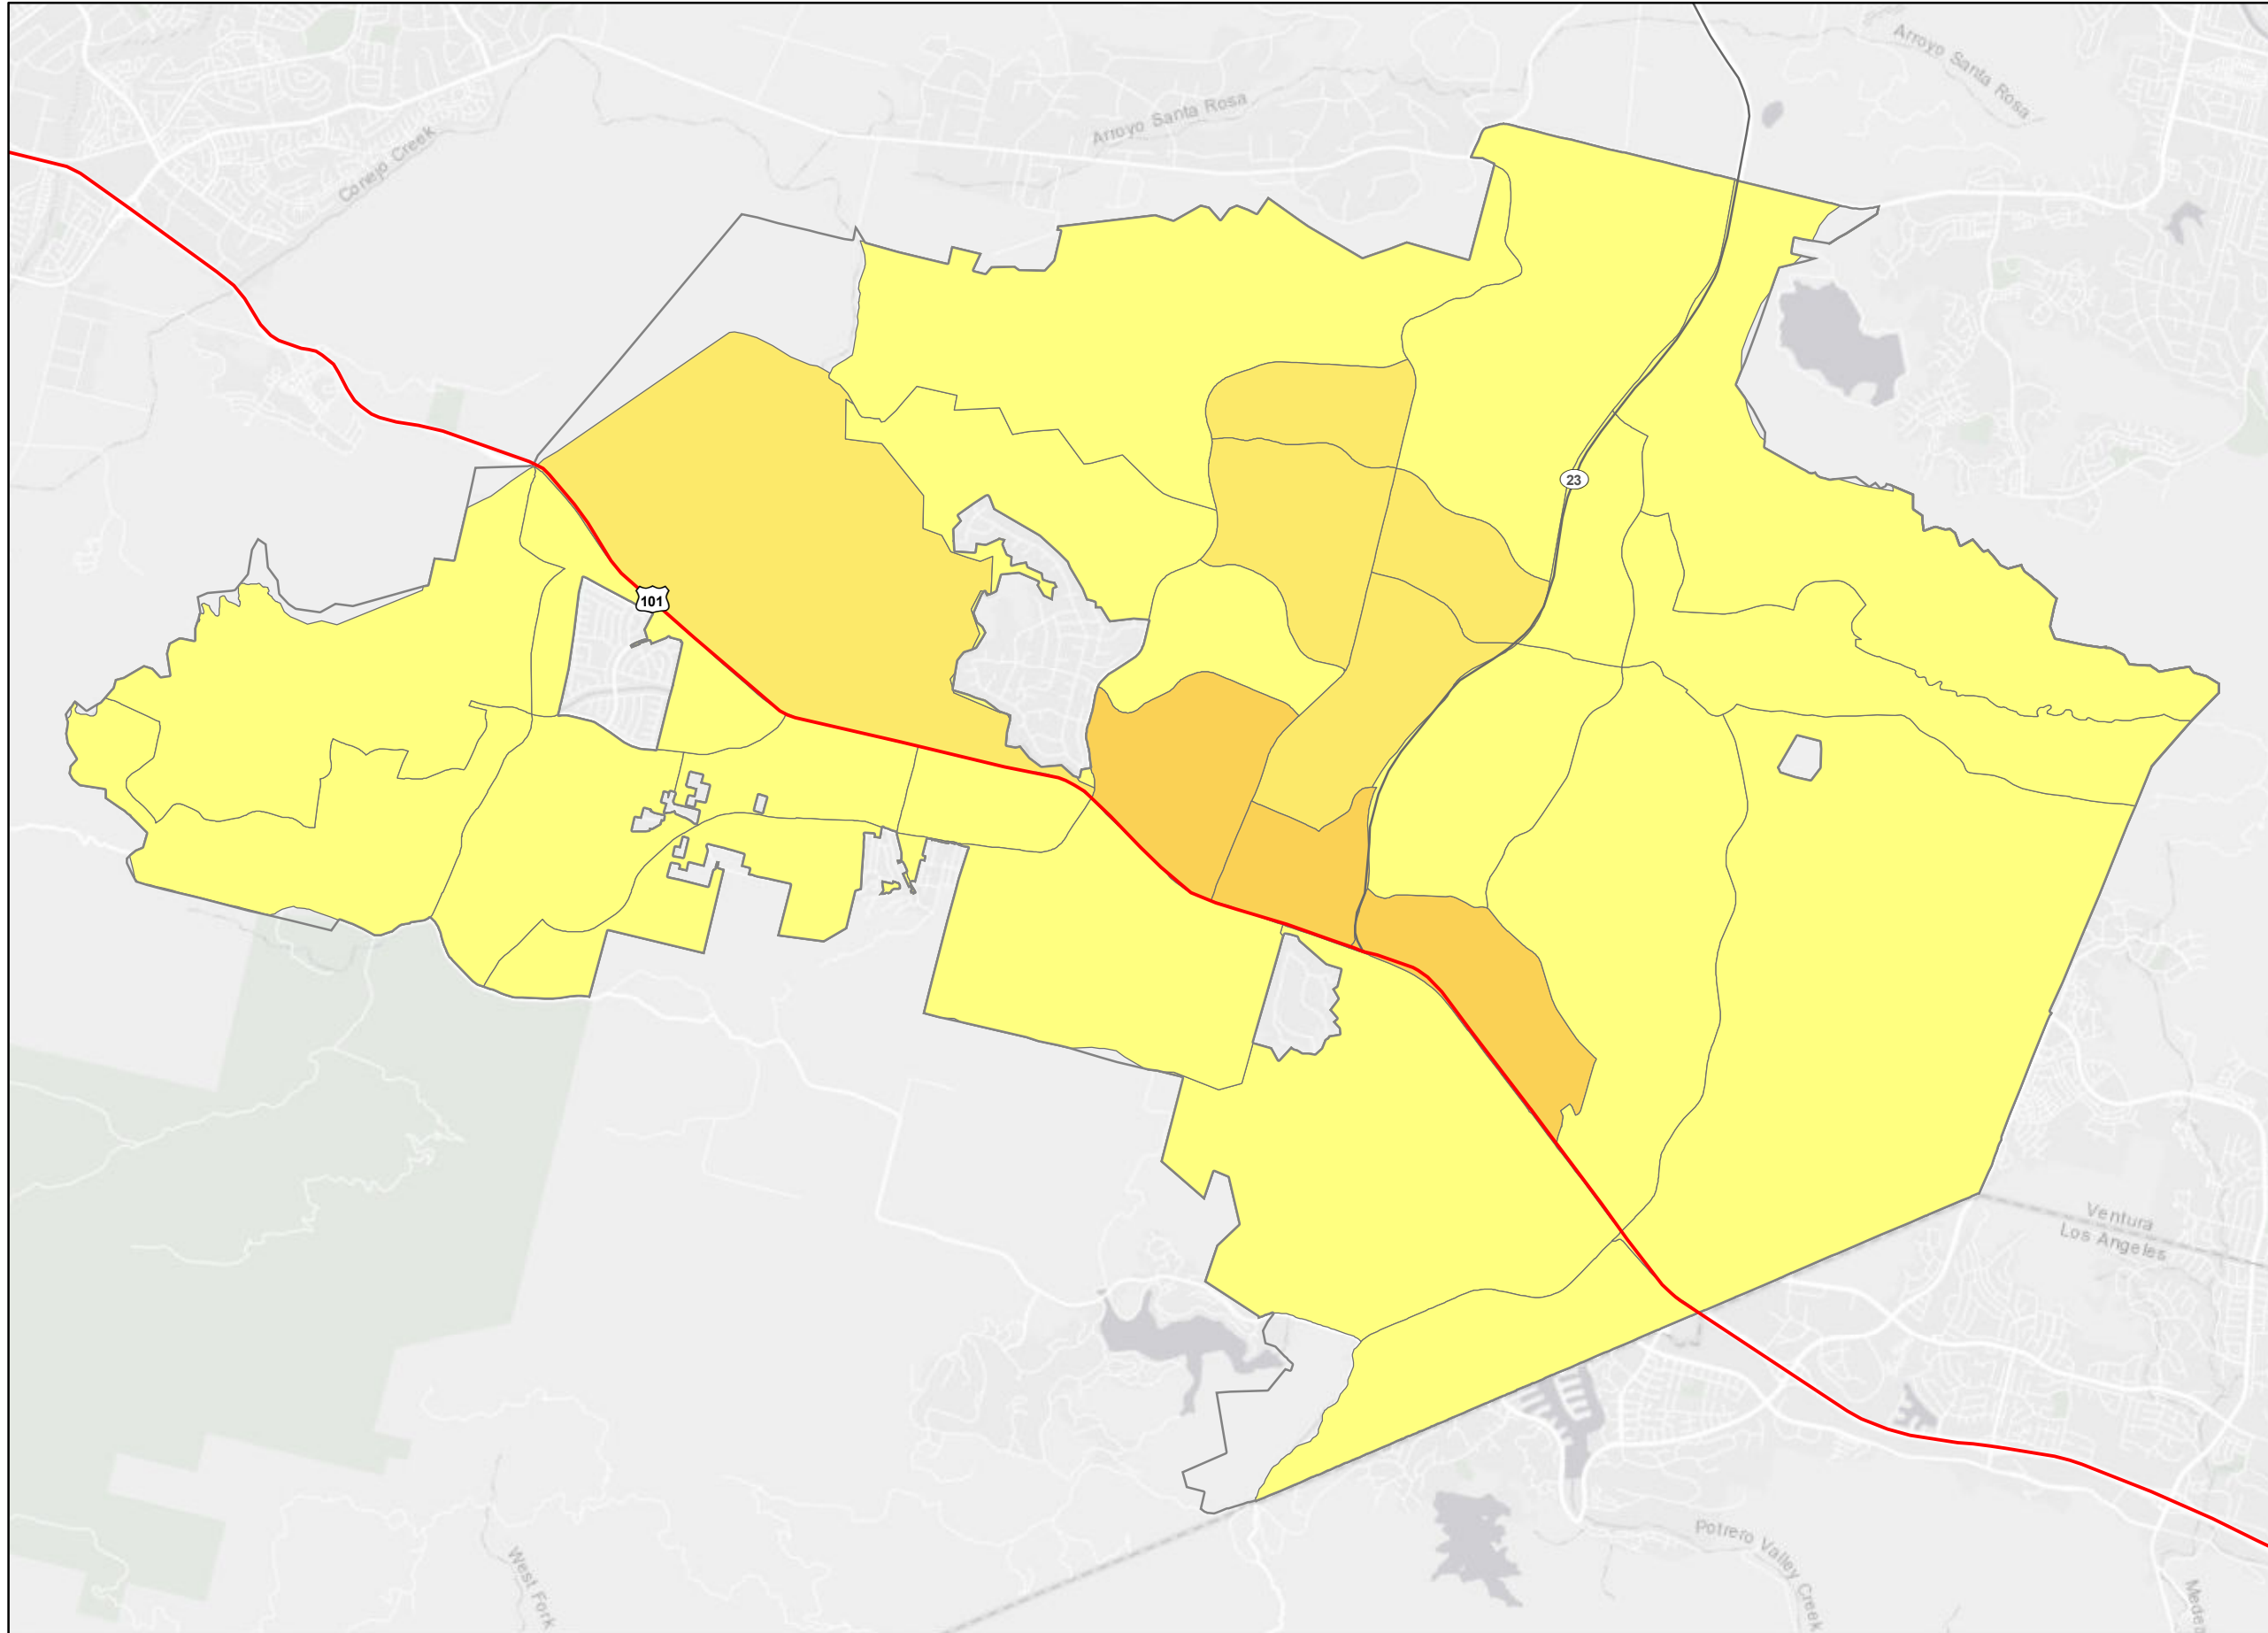 Arroyo Santa Rosa
Arroyo Santa Rosa
Conejo Creek
23
101
Ventura
Los Angeles
Potrero Valley Creek
West Fork